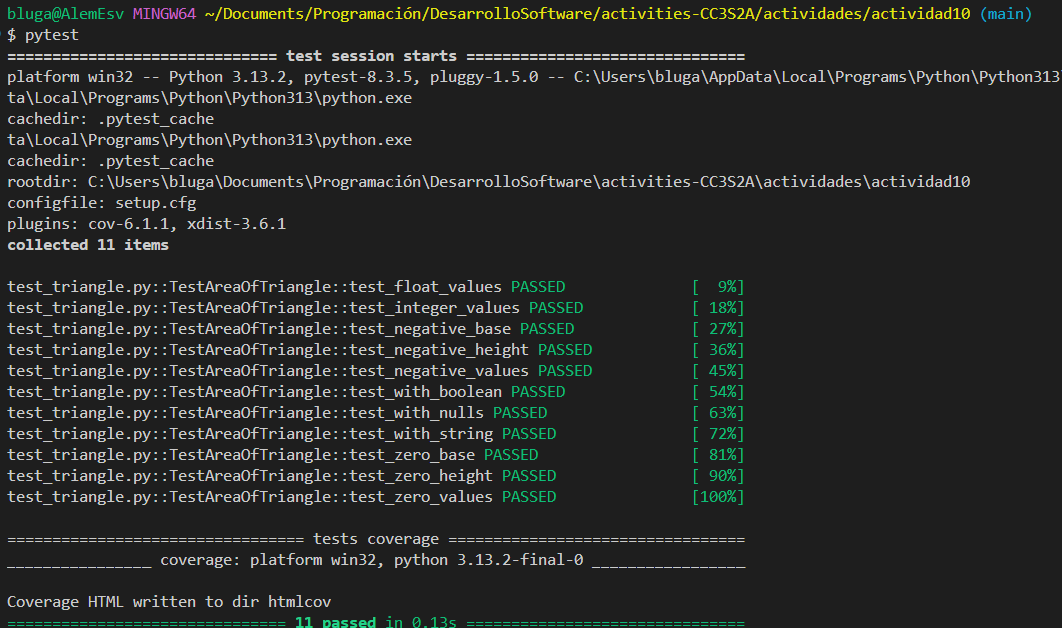 bluga@AlemEsv MINGW64 ~/Documents/Programación/DesarrolloSoftware/activities-CC3S2A/actividades/actividad10 (main)
$ pytest
============================== test session starts ===============================
platform win32 -- Python 3.13.2, pytest-8.3.5, pluggy-1.5.0 -- C:\Users\bluga\AppData\Local\Programs\Python\Python313
ta\Local\Programs\Python\Python313\python.exe
cachedir: .pytest_cache
ta\Local\Programs\Python\Python313\python.exe
cachedir: .pytest_cache
rootdir: C:\Users\bluga\Documents\Programación\DesarrolloSoftware\activities-CC3S2A\actividades\actividad10
configfile: setup.cfg
plugins: cov-6.1.1, xdist-3.6.1
collected 11 items
test_triangle.py::TestAreaOfTriangle::test_float_values PASSED [  9%]
test_triangle.py::TestAreaOfTriangle::test_integer_values PASSED [ 18%]
test_triangle.py::TestAreaOfTriangle::test_negative_base PASSED [ 27%]
test_triangle.py::TestAreaOfTriangle::test_negative_height PASSED [ 36%]
test_triangle.py::TestAreaOfTriangle::test_negative_values PASSED [ 45%]
test_triangle.py::TestAreaOfTriangle::test_with_boolean PASSED [ 54%]
test_triangle.py::TestAreaOfTriangle::test_with_nulls PASSED [ 63%]
test_triangle.py::TestAreaOfTriangle::test_with_string PASSED [ 72%]
test_triangle.py::TestAreaOfTriangle::test_zero_base PASSED [ 81%]
test_triangle.py::TestAreaOfTriangle::test_zero_height PASSED [ 90%]
test_triangle.py::TestAreaOfTriangle::test_zero_values PASSED [100%]
================================= tests coverage =================================
________________ coverage: platform win32, python 3.13.2-final-0 _________________
Coverage HTML written to dir htmlcov
=============================== 11 passed in 0.13s ===============================